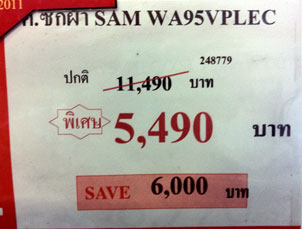 2011
ค.ซักผ้า SAM WA95VPLEC
248779
ปกติ 11,490 บาท
พิเศษ 5,490 บาท
SAVE 6,000 บาท